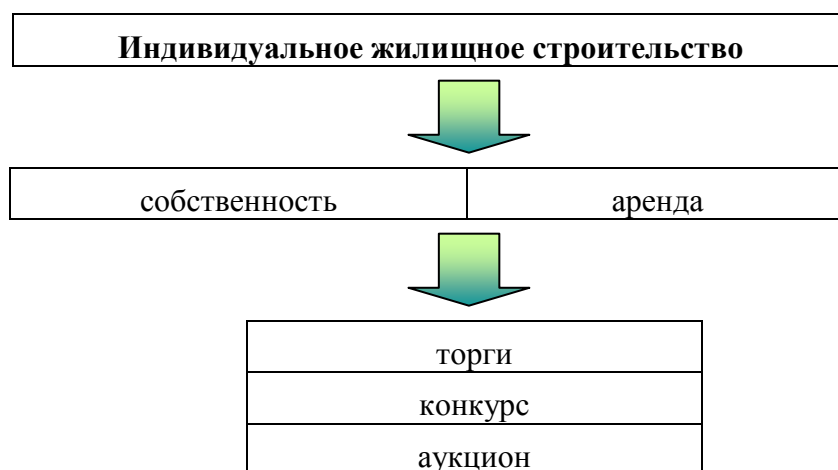 Индивидуальное жилищное строительство
собственность аренда
торги
конкурс
аукцион